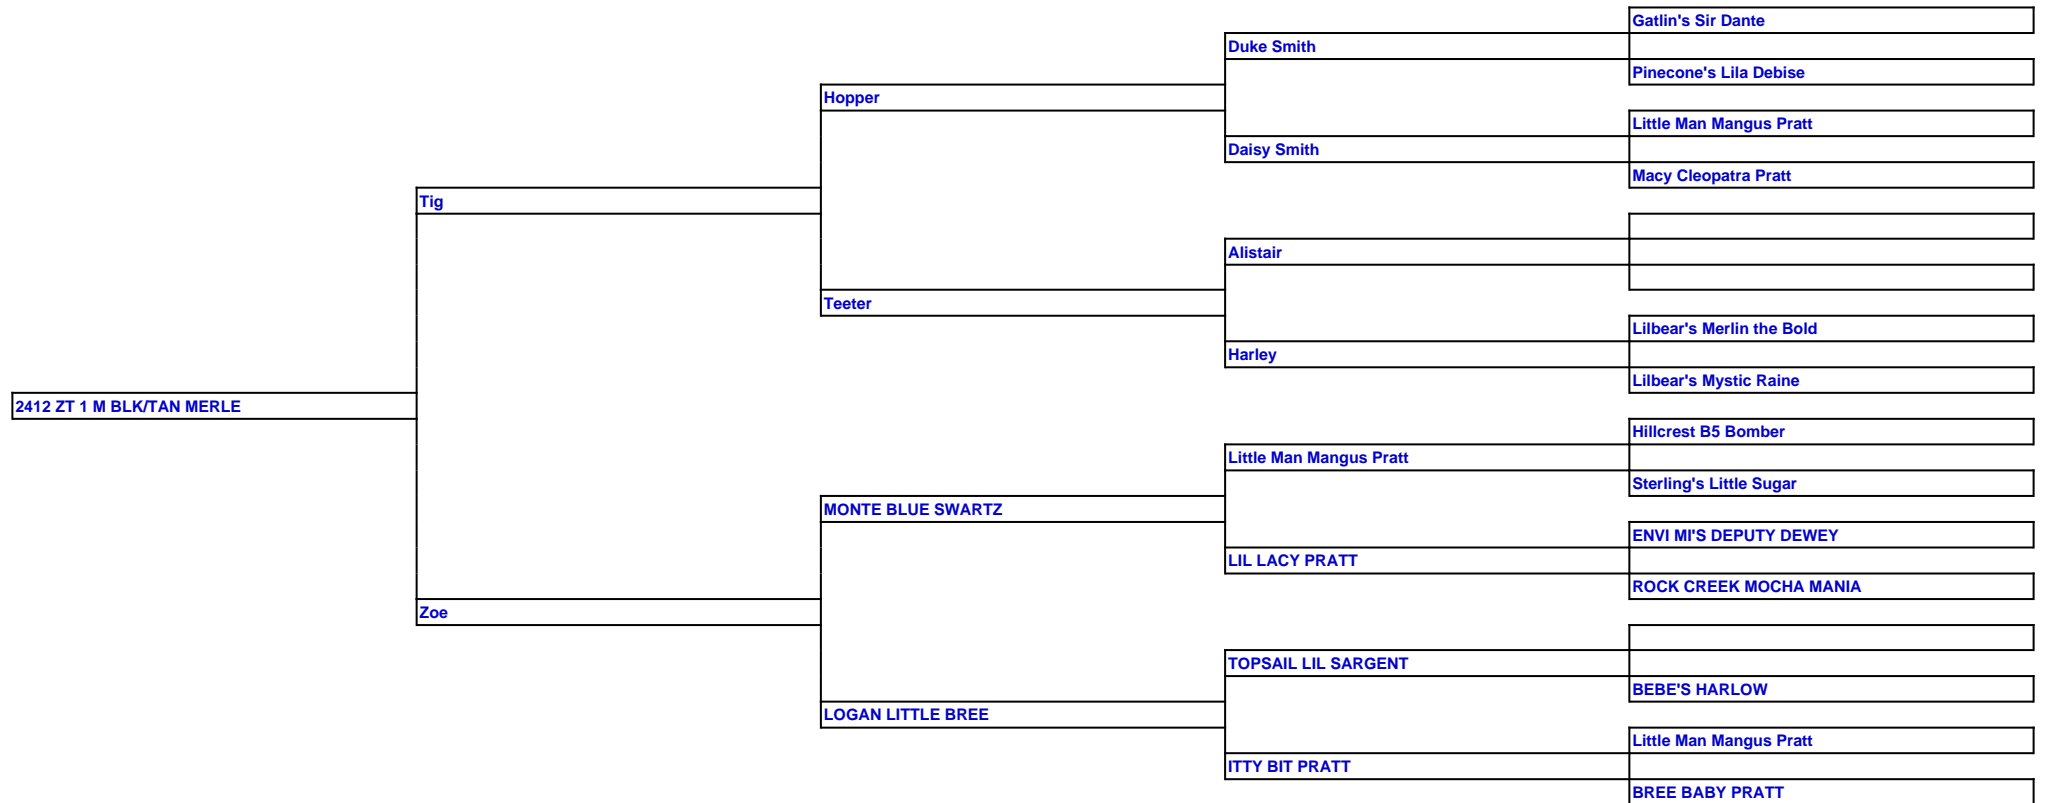 Gatlin's Sir Dante
Duke Smith
Pinecone's Lila Debise
Hopper
Little Man Mangus Pratt
Daisy Smith
Macy Cleopatra Pratt
Tig
Alistair
Teeter
Lilbear's Merlin the Bold
Harley
Lilbear's Mystic Raine
2412 ZT 1 M BLK/TAN MERLE
Hillcrest B5 Bomber
Little Man Mangus Pratt
Sterling's Little Sugar
MONTE BLUE SWARTZ
ENVI MI'S DEPUTY DEWEY
LIL LACY PRATT
ROCK CREEK MOCHA MANIA
Zoe
TOPSAIL LIL SARGENT
BEBE'S HARLOW
LOGAN LITTLE BREE
Little Man Mangus Pratt
ITTY BIT PRATT
BREE BABY PRATT